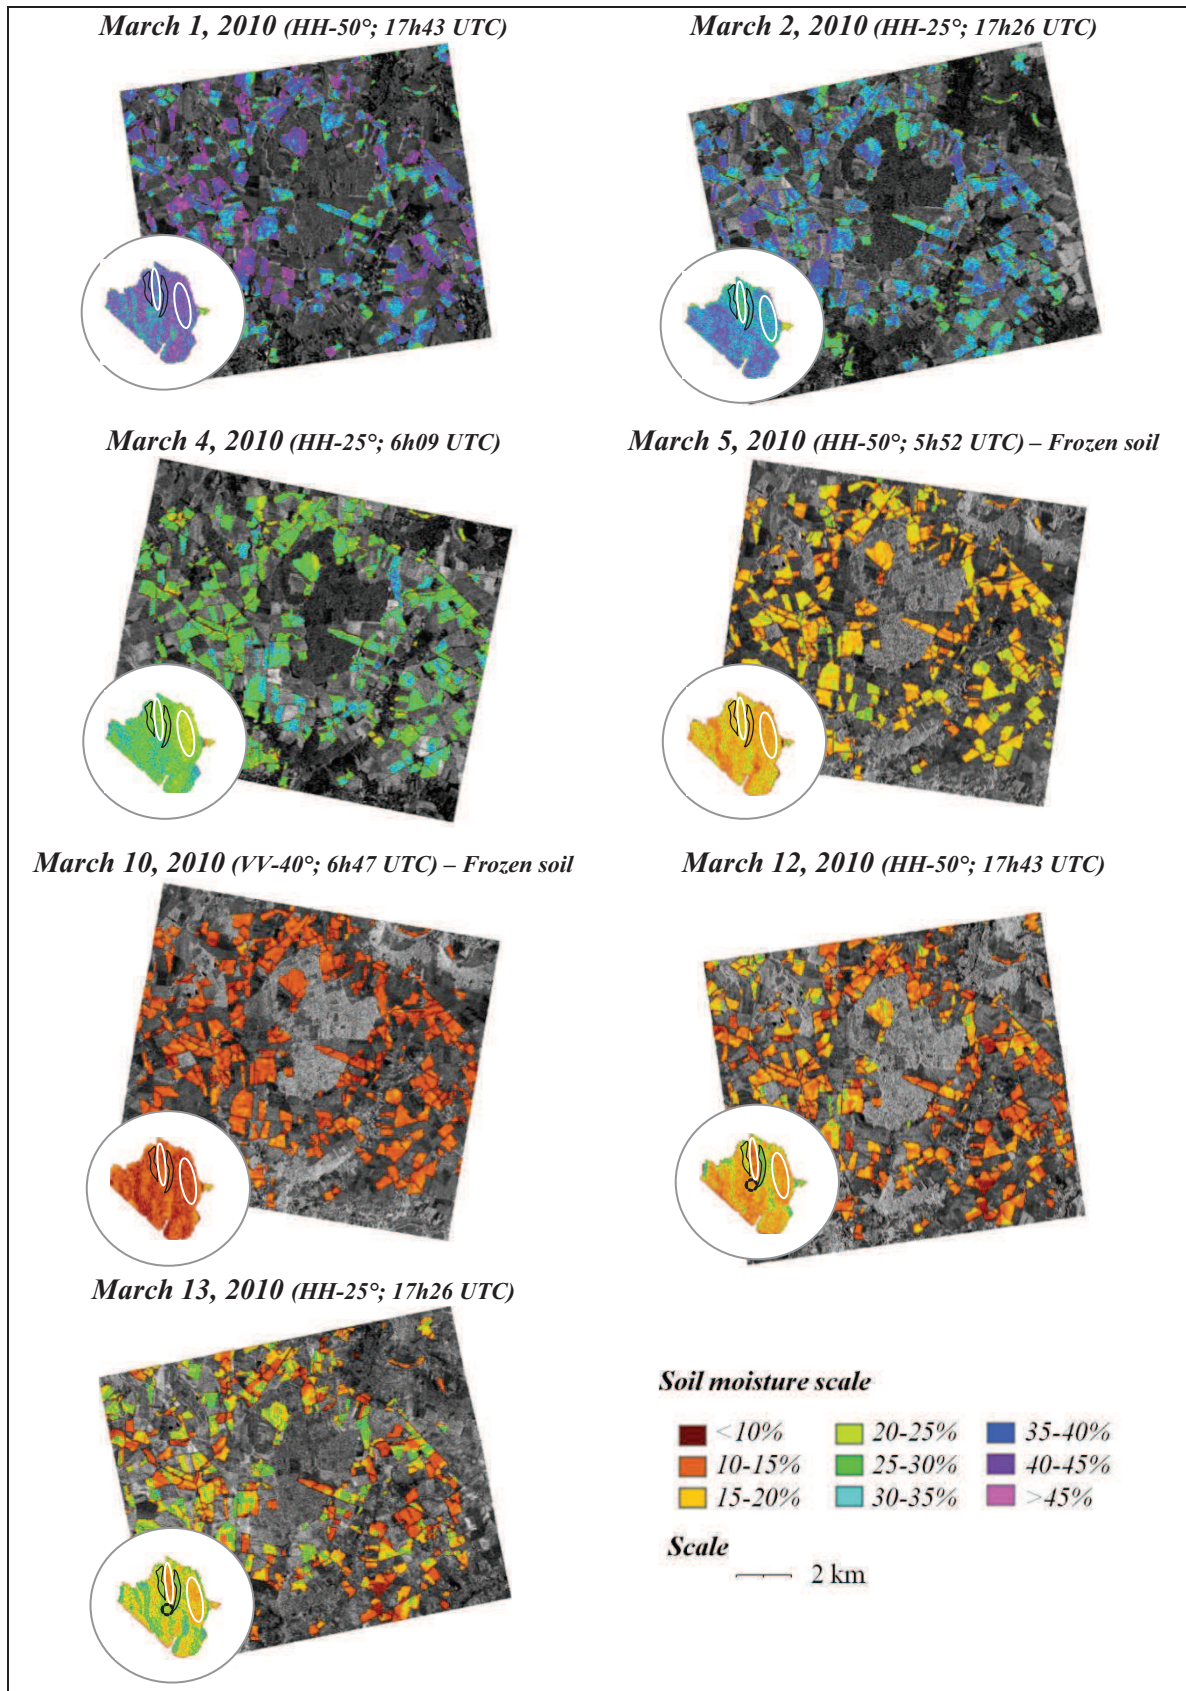 March 1, 2010 (HH-50°; 17h43 UTC)
March 2, 2010 (HH-25°; 17h26 UTC)
March 4, 2010 (HH-25°; 6h09 UTC)
March 5, 2010 (HH-50°; 5h52 UTC) – Frozen soil
March 10, 2010 (VV-40°; 6h47 UTC) – Frozen soil
March 12, 2010 (HH-50°; 17h43 UTC)
March 13, 2010 (HH-25°; 17h26 UTC)
Soil moisture scale
<10% 20-25% 35-40%
10-15% 25-30% 40-45%
15-20% 30-35% >45%
Scale
2 km